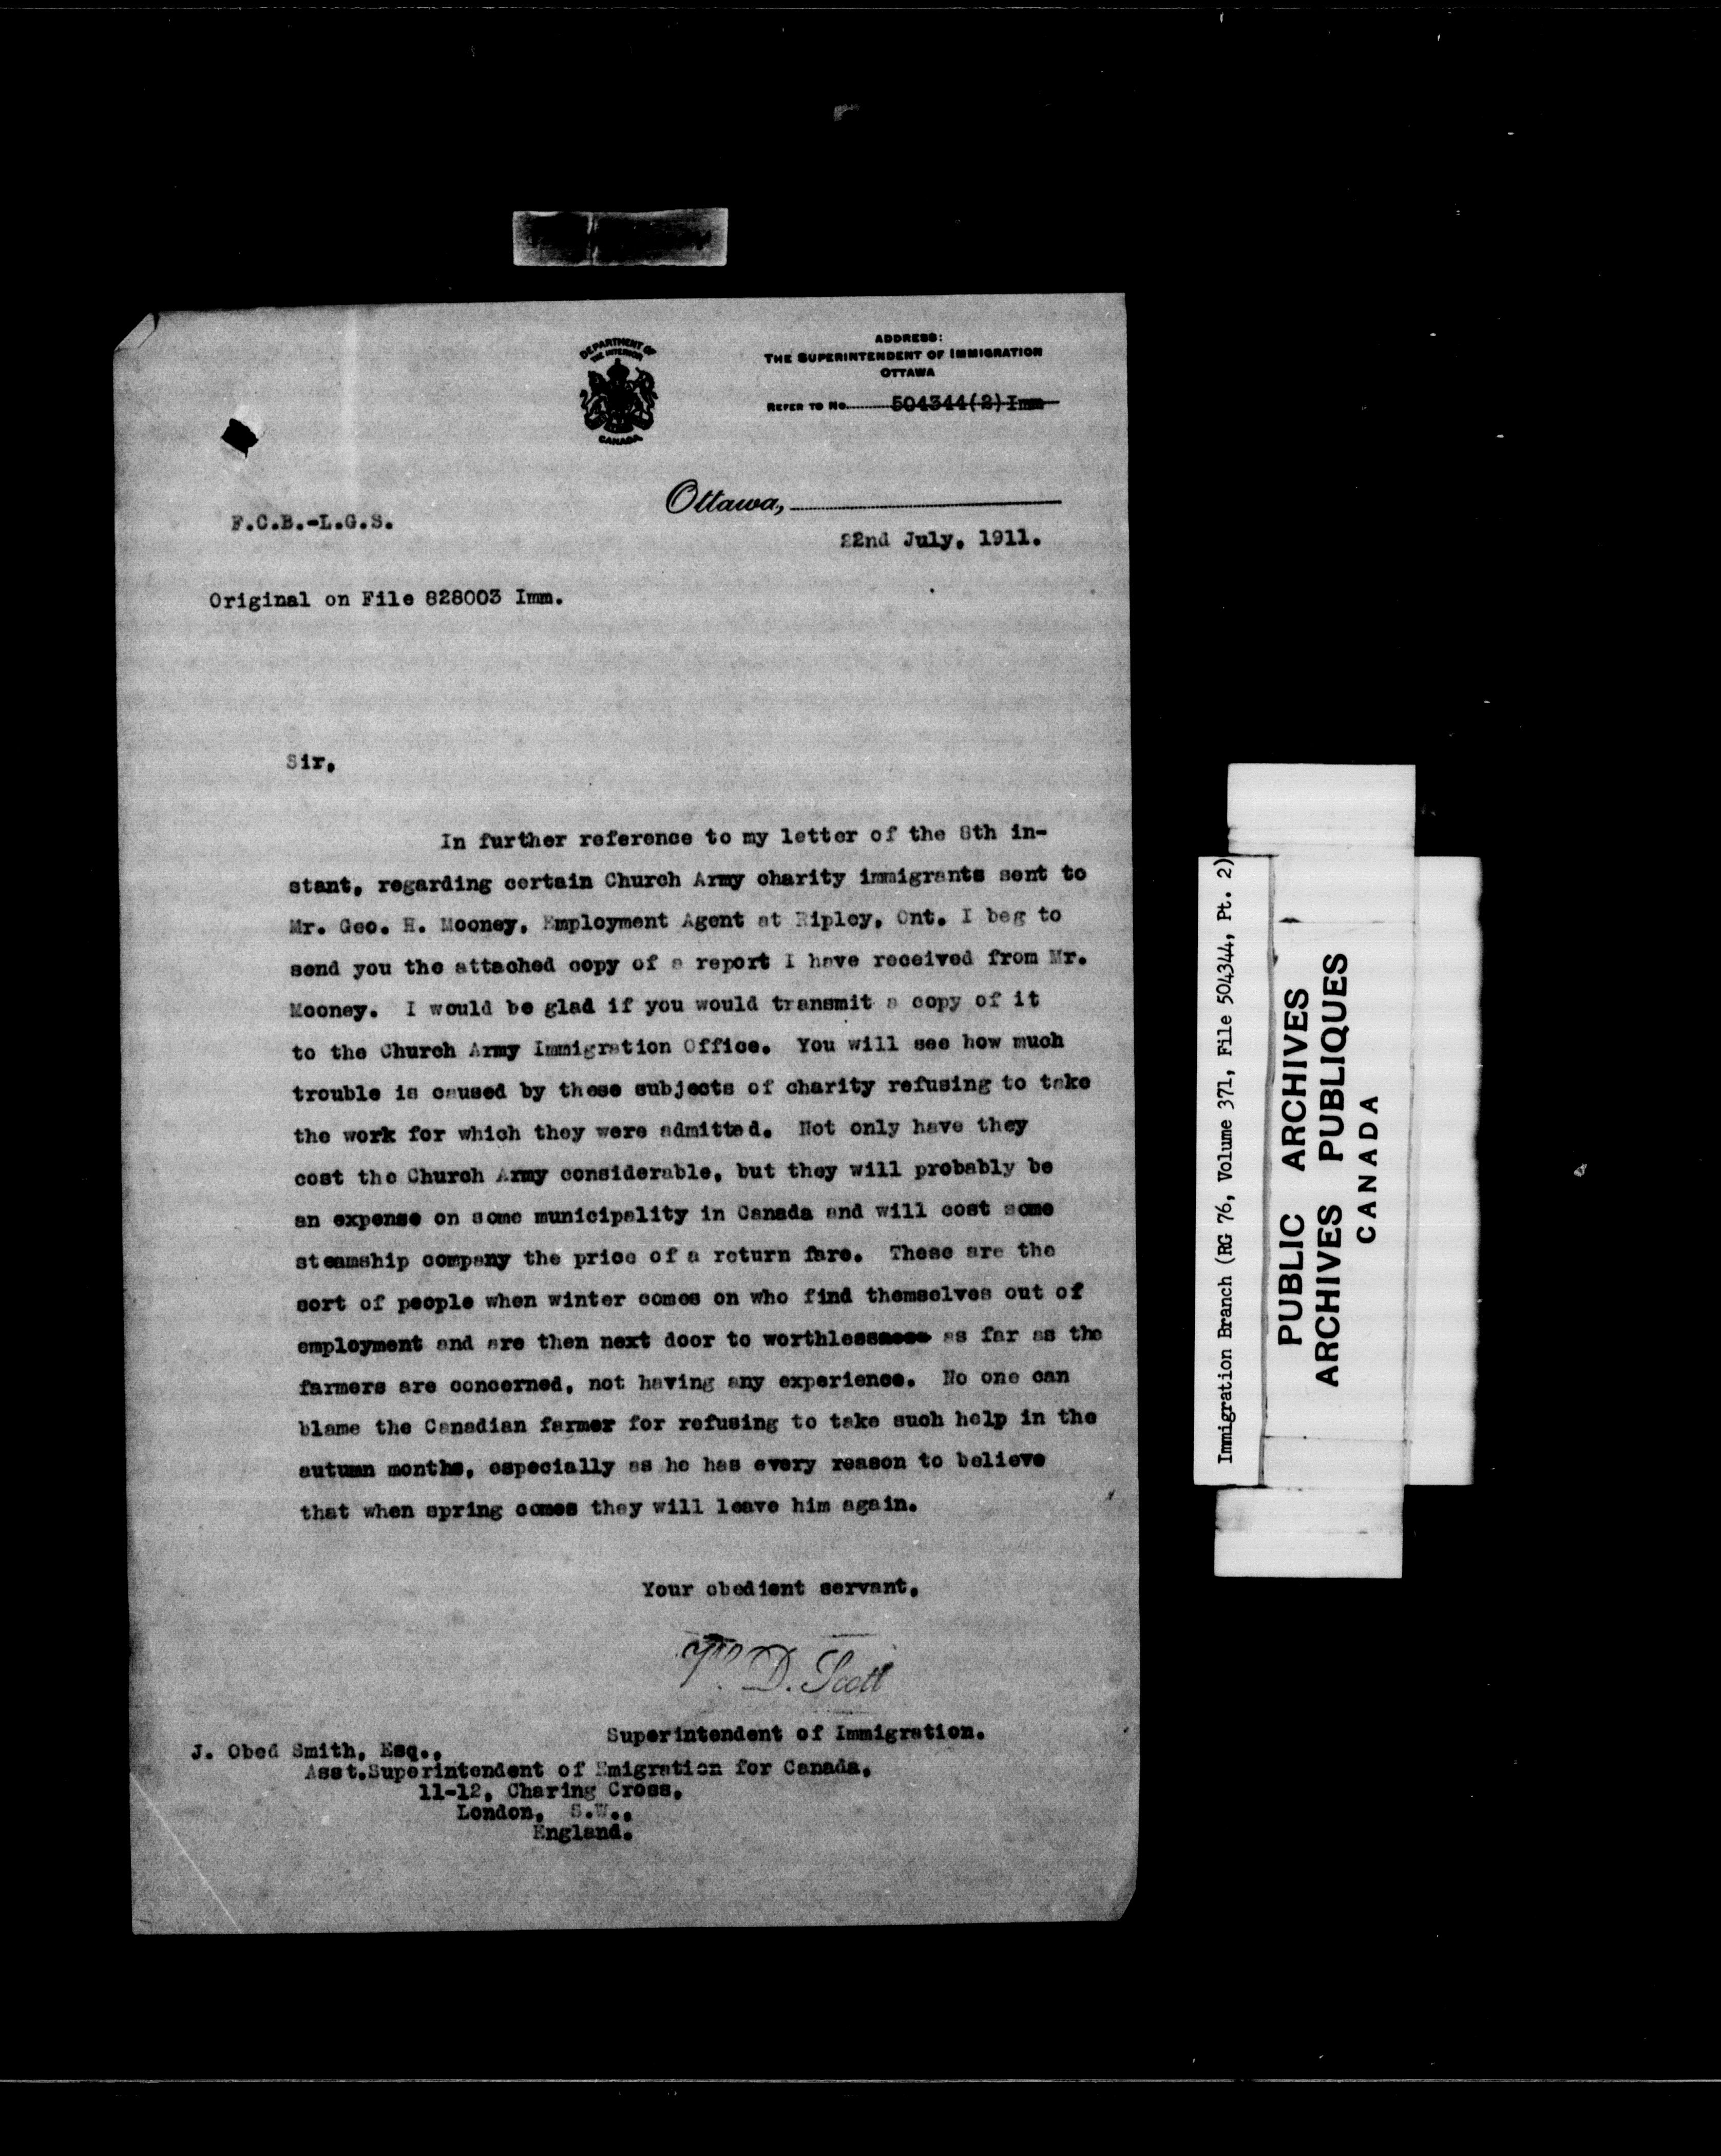 DEPARTMENT OF
THE INTERIOR
CANADA
ADDRESS:
THE SUPERINTENDENT OF IMMIGRATION
OTTAWA
REFER TO NO. 504344(2)Imm
Ottawa,
22nd July, 1911.
F.C.B.-L.G.S.
Original on File 828003 Imm.
Sir,
In further reference to my letter of the 8th in-
stant, regarding certain Church Army charity immigrants sent to
Mr. Geo. H. Mooney, Employment Agent at Ripley, Ont. I beg to
send you the attached copy of a report I have received from Mr.
Mooney. I would be glad if you would transmit a copy of it
to the Church Army Immigration Office. You will see how much
trouble is caused by these subjects of charity refusing to take
the work for which they were admitted. Not only have they
cost the Church Army considerable, but they will probably be
an expense on some municipality in Canada and will cost some
steamship company the price of a return fare. These are the
sort of people when winter comes on who find themselves out of
employment and are then next door to worthlessness as far as the
farmers are concerned, not having any experience. No one can
blame the Canadian farmer for refusing to take such help in the
autumn months, especially as he has every reason to believe
that when spring comes they will leave him again.
Your obedient servant,
W. D. Scott
Superintendent of Immigration.
J. Obed Smith, Esq.,
Asst.Superintendent of Emigration for Canada,
11-12, Charing Cross,
London, S.W.,
England.
Immigration Branch (RG 76, Volume 371, File 504344, Pt. 2)
PUBLIC ARCHIVES
ARCHIVES PUBLIQUES
CANADA